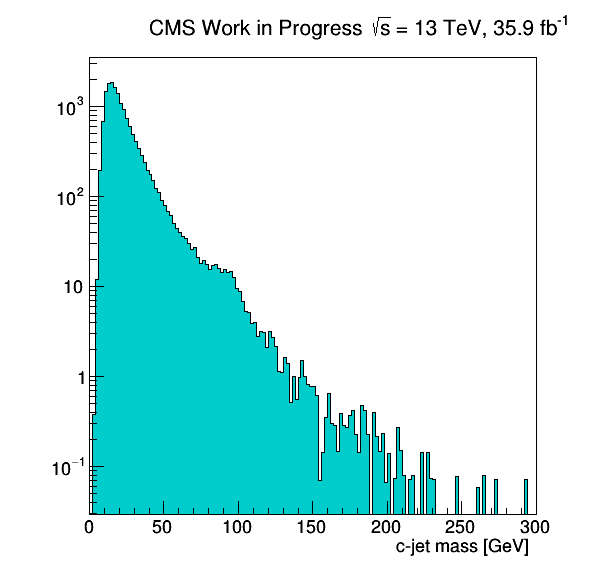 CMS Work in Progress √s = 13 TeV, 35.9 fb⁻¹
10³
10²
10
1
10⁻¹
0 50 100 150 200 250 300
c-jet mass [GeV]